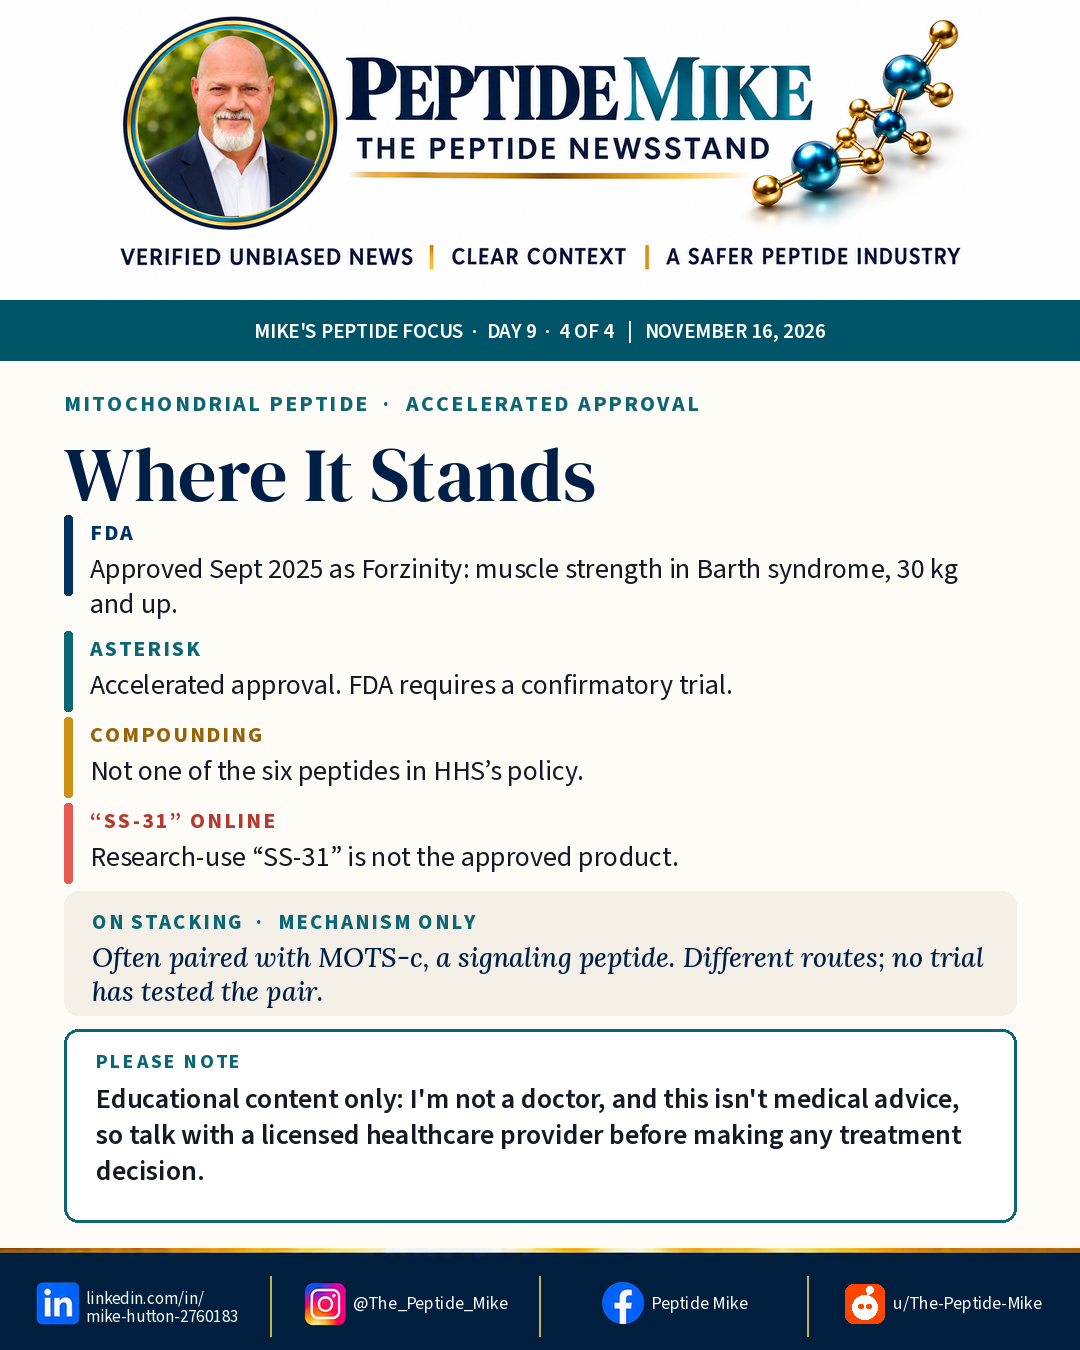 PEPTIDEMIKE
THE PEPTIDE NEWSSTAND
VERIFIED UNBIASED NEWS | CLEAR CONTEXT | A SAFER PEPTIDE INDUSTRY
MIKE'S PEPTIDE FOCUS · DAY 9 · 4 OF 4 | NOVEMBER 16, 2026
MITOCHONDRIAL PEPTIDE · ACCELERATED APPROVAL
Where It Stands
FDA
Approved Sept 2025 as Forzinity: muscle strength in Barth syndrome, 30 kg
and up.
ASTERISK
Accelerated approval. FDA requires a confirmatory trial.
COMPOUNDING
Not one of the six peptides in HHS’s policy.
“SS-31” ONLINE
Research-use “SS-31” is not the approved product.
ON STACKING · MECHANISM ONLY
Often paired with MOTS-c, a signaling peptide. Different routes; no trial
has tested the pair.
PLEASE NOTE
Educational content only: I'm not a doctor, and this isn't medical advice,
so talk with a licensed healthcare provider before making any treatment
decision.
linkedin.com/in/
mike-hutton-2760183
@The_Peptide_Mike
Peptide Mike
u/The-Peptide-Mike